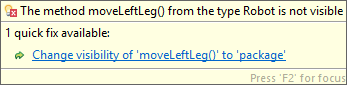 The method moveLeftLeg() from the type Robot is not visible
1 quick fix available:
Change visibility of 'moveLeftLeg()' to 'package'
Press 'F2' for focus